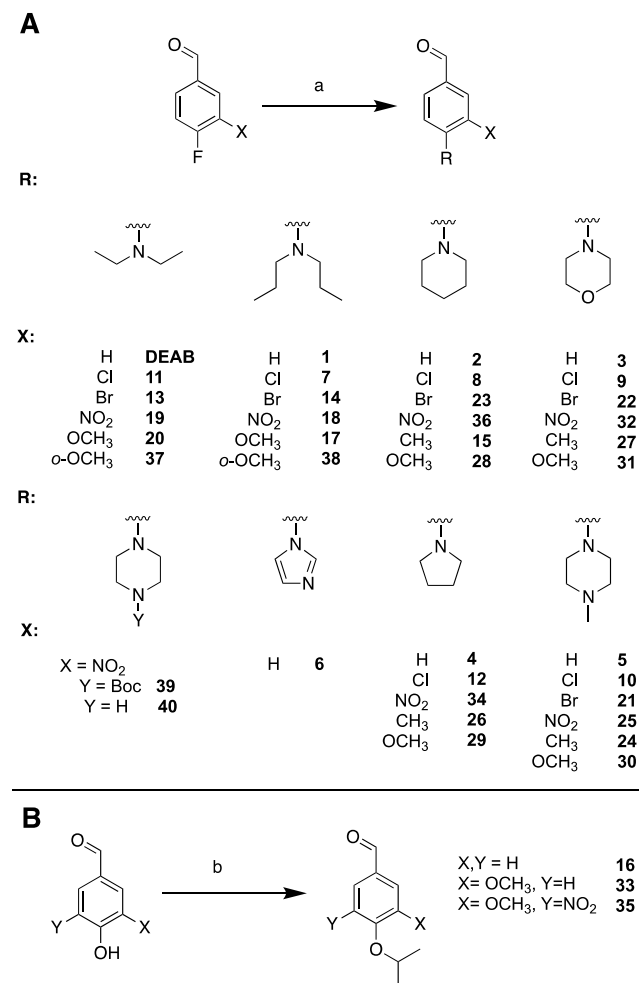 A
O
O
a
X
X
F
R
R:
N
N
N
N
O
X:
H DEAB H 1 H 2 H 3
Cl 11 Cl 7 Cl 8 Cl 9
Br 13 Br 14 Br 23 Br 22
NO2 19 NO2 18 NO2 36 NO2 32
OCH3 20 OCH3 17 CH3 15 CH3 27
o-OCH3 37 o-OCH3 38 OCH3 28 OCH3 31
R:
N
N
Y
N
N
N
N
N
X:
X = NO2
Y = Boc 39
Y = H 40
H 6
H 4
Cl 12
NO2 34
CH3 26
OCH3 29
H 5
Cl 10
Br 21
NO2 25
CH3 24
OCH3 30
B
O
O
b
Y
X
OH
Y
X
O
X,Y = H 16
X= OCH3, Y=H 33
X= OCH3, Y=NO2 35